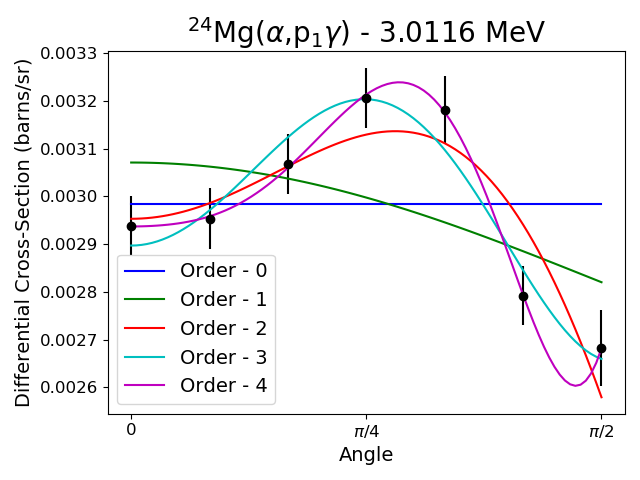 ²⁴Mg(α,p₁γ) - 3.0116 MeV
Differential Cross-Section (barns/sr)
0.0033
0.0032
0.0031
0.0030
0.0029
0.0028
0.0027
0.0026
Order - 0
Order - 1
Order - 2
Order - 3
Order - 4
0 π/4 π/2
Angle